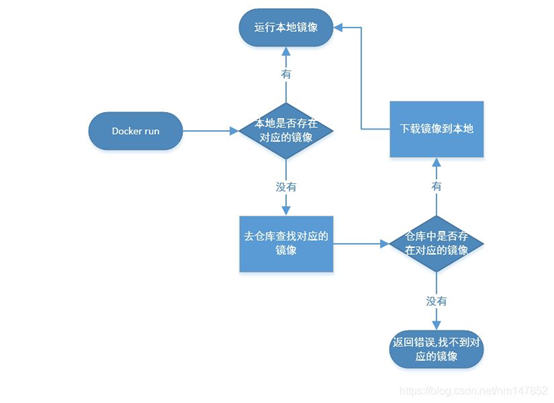 运行本地镜像
有
Docker run
本地是否存在
对应的镜像
下载镜像到本地
没有
有
去仓库查找对应的
镜像
仓库中是否存
在对应的镜像
没有
返回错误,找不到对
应的镜像
https://blog.csdn.net/nm147852